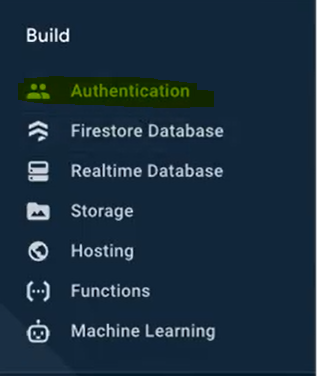 Build
Authentication
Firestore Database
Realtime Database
Storage
Hosting
Functions
Machine Learning